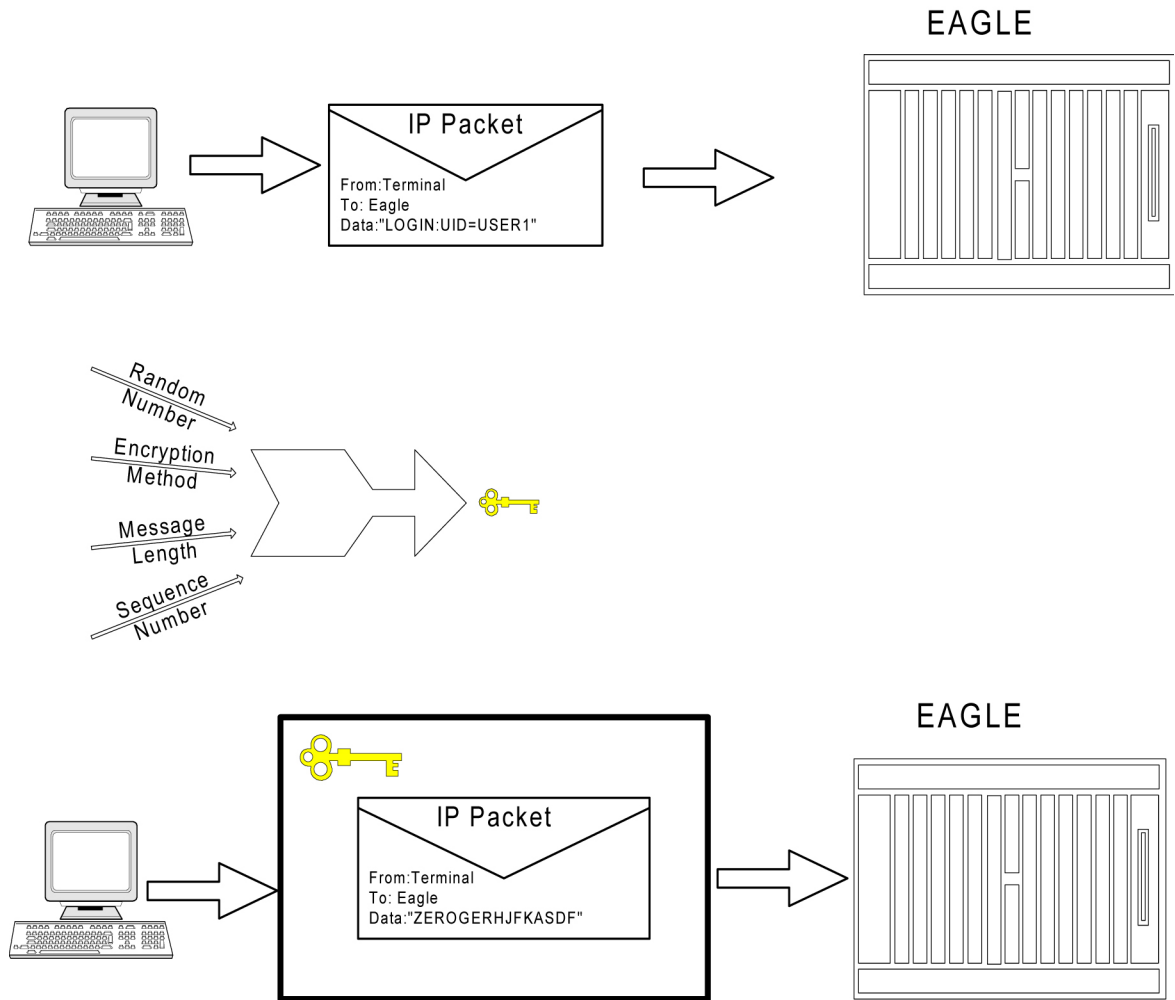 EAGLE
IP Packet
From:Terminal
To: Eagle
Data:"LOGIN:UID=USER1"
Random
Number
Encryption
Method
Message
Length
Sequence
Number
EAGLE
IP Packet
From:Terminal
To: Eagle
Data:"ZEROGERHJFKASDF"